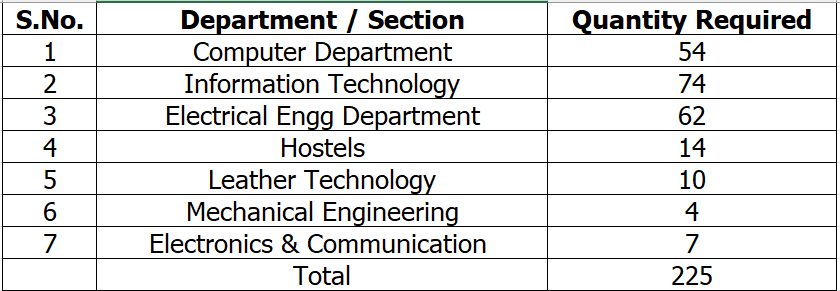 S.No. Department / Section Quantity Required
1 Computer Department 54
2 Information Technology 74
3 Electrical Engg Department 62
4 Hostels 14
5 Leather Technology 10
6 Mechanical Engineering 4
7 Electronics & Communication 7
Total 225